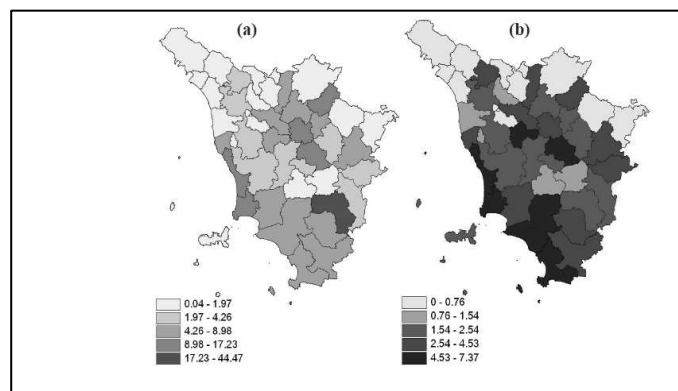 (a)
(b)
0.04 - 1.97
1.97 - 4.26
4.26 - 8.98
8.98 - 17.23
17.23 - 44.47
0 - 0.76
0.76 - 1.54
1.54 - 2.54
2.54 - 4.53
4.53 - 7.37